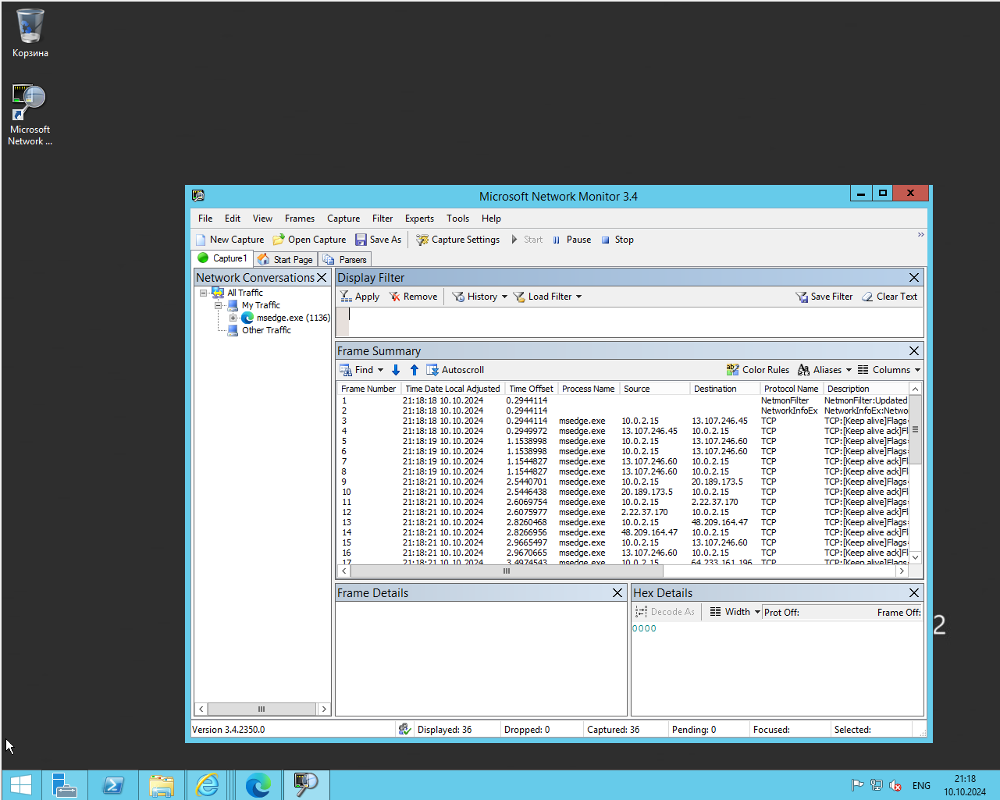 Корзина
Microsoft
Network ...
Microsoft Network Monitor 3.4
File Edit View Frames Capture Filter Experts Tools Help
New Capture Open Capture Save As Capture Settings Start Pause Stop
Capture1 Start Page Parsers
Network Conversations
All Traffic
My Traffic
msedge.exe (1136)
Other Traffic
Display Filter
Apply Remove History Load Filter Save Filter Clear Text
Frame Summary
Find Autoscroll Color Rules Aliases Columns
Frame Number Time Date Local Adjusted Time Offset Process Name Source Destination Protocol Name Description
1 21:18:18 10.10.2024 0.2944114 NetmonFilter NetmonFilter:Updated
2 21:18:18 10.10.2024 0.2944114 NetworkInfoEx NetworkInfoEx:Netwo
3 21:18:18 10.10.2024 0.2944114 msedge.exe 10.0.2.15 13.107.246.45 TCP TCP:[Keep alive]Flags=
4 21:18:18 10.10.2024 0.2949972 msedge.exe 13.107.246.45 10.0.2.15 TCP TCP:[Keep alive ack]Fl
5 21:18:19 10.10.2024 1.1538998 msedge.exe 10.0.2.15 13.107.246.60 TCP TCP:[Keep alive]Flags=
6 21:18:19 10.10.2024 1.1538998 msedge.exe 10.0.2.15 13.107.246.60 TCP TCP:[Keep alive]Flags=
7 21:18:19 10.10.2024 1.1544827 msedge.exe 13.107.246.60 10.0.2.15 TCP TCP:[Keep alive ack]Fl
8 21:18:19 10.10.2024 1.1544827 msedge.exe 13.107.246.60 10.0.2.15 TCP TCP:[Keep alive ack]Fl
9 21:18:21 10.10.2024 2.5440701 msedge.exe 10.0.2.15 20.189.173.5 TCP TCP:[Keep alive]Flags=
10 21:18:21 10.10.2024 2.5446438 msedge.exe 20.189.173.5 10.0.2.15 TCP TCP:[Keep alive ack]Fl
11 21:18:21 10.10.2024 2.6069754 msedge.exe 10.0.2.15 2.22.37.170 TCP TCP:[Keep alive]Flags=
12 21:18:21 10.10.2024 2.6075977 msedge.exe 2.22.37.170 10.0.2.15 TCP TCP:[Keep alive ack]Fl
13 21:18:21 10.10.2024 2.8260468 msedge.exe 10.0.2.15 48.209.164.47 TCP TCP:[Keep alive]Flags=
14 21:18:21 10.10.2024 2.8266956 msedge.exe 48.209.164.47 10.0.2.15 TCP TCP:[Keep alive ack]Fl
15 21:18:21 10.10.2024 2.9665497 msedge.exe 10.0.2.15 13.107.246.60 TCP TCP:[Keep alive]Flags=
16 21:18:21 10.10.2024 2.9670665 msedge.exe 13.107.246.60 10.0.2.15 TCP TCP:[Keep alive ack]Fl
17 21:18:21 10.10.2024 3.4974543 msedge.exe 10.0.2.15 64.233.161.196 TCP TCP:[Keep alive]Flags=
Frame Details
Hex Details
Decode As Width Prot Off: Frame Off:
0000
2
Version 3.4.2350.0 Displayed: 36 Dropped: 0 Captured: 36 Pending: 0 Focused: Selected:
ENG
21:18
10.10.2024